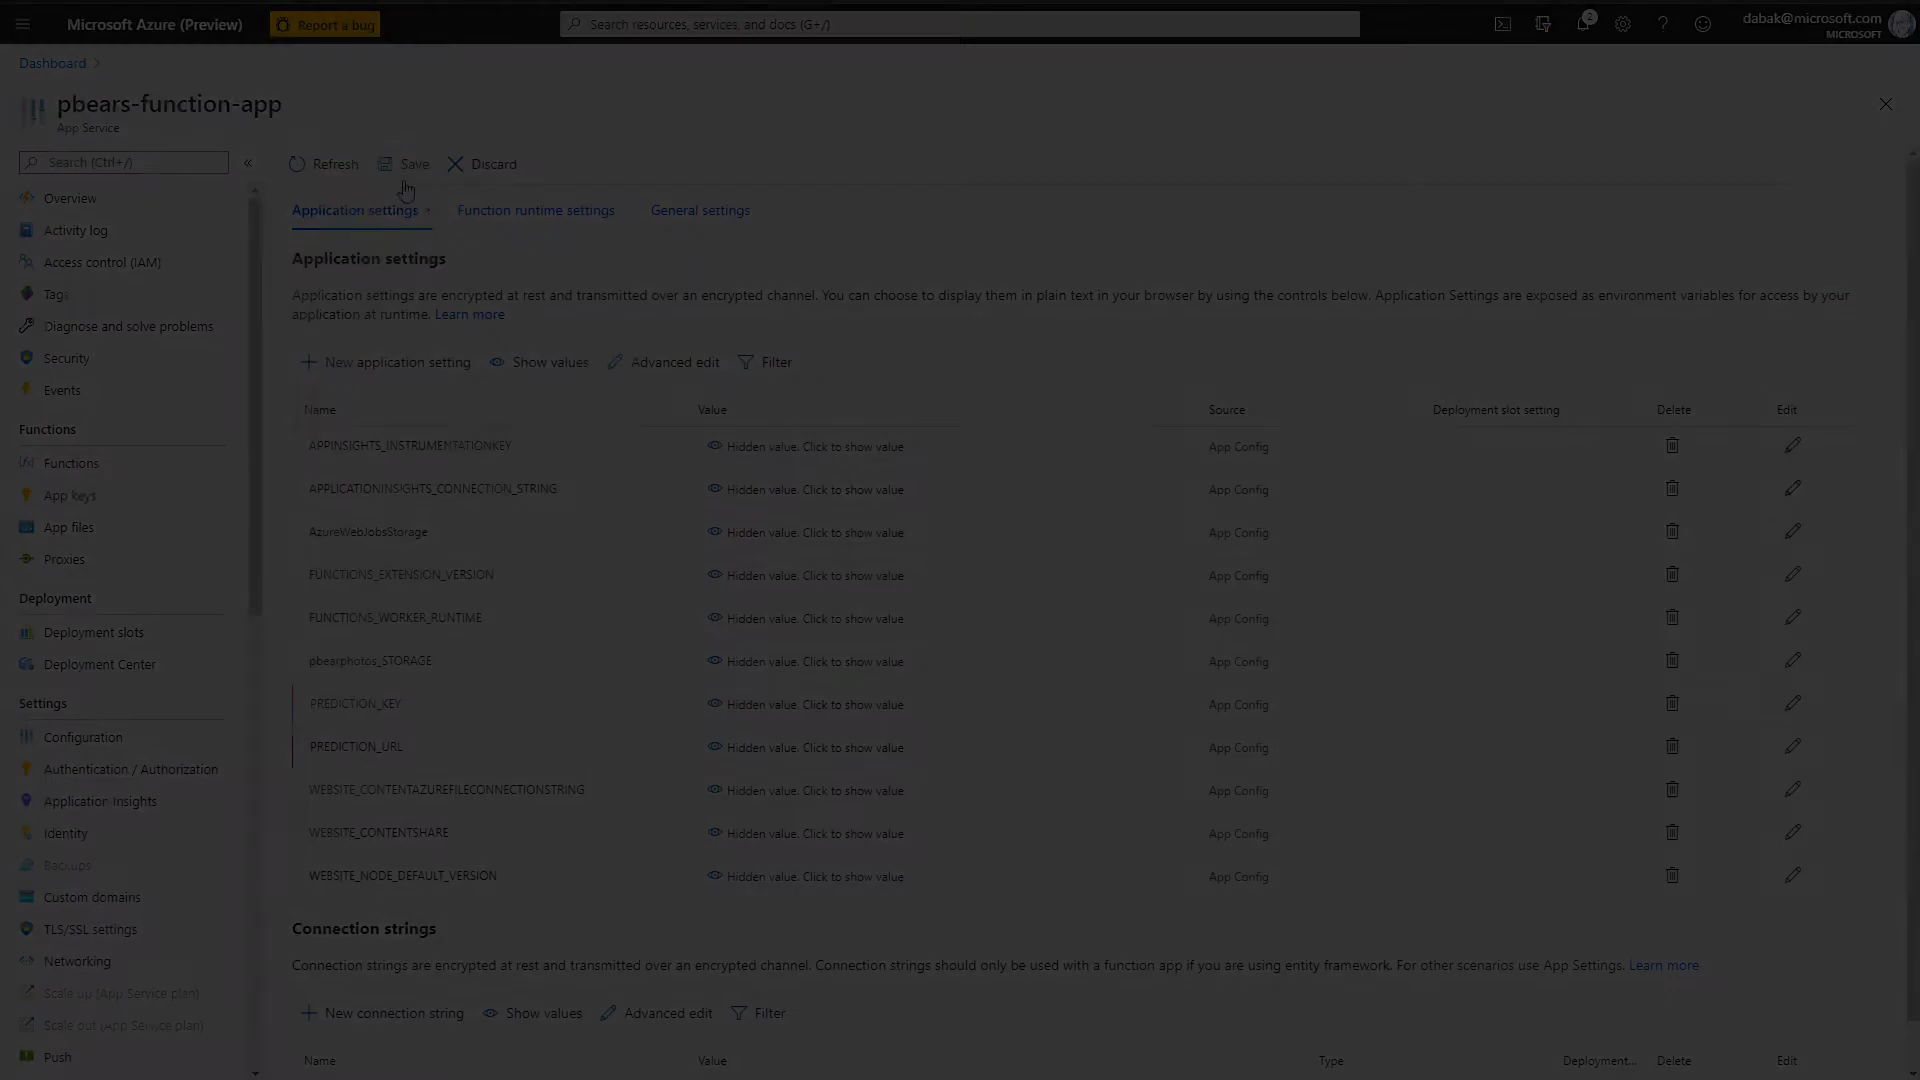 Microsoft Azure (Preview)
Report a bug
Search resources, services, and docs (G+/)
2
dabak@microsoft.com
MICROSOFT
Dashboard
pbears-function-app
App Service
Search (Ctrl+/)
Refresh
Save
Discard
Overview
Activity log
Access control (IAM)
Tags
Diagnose and solve problems
Security
Events
Functions
Functions
App keys
App files
Proxies
Deployment
Deployment slots
Deployment Center
Settings
Configuration
Authentication / Authorization
Application Insights
Identity
Backups
Custom domains
TLS/SSL settings
Networking
Scale up (App Service plan)
Scale out (App Service plan)
Push
Application settings *
Function runtime settings
General settings
Application settings
Application settings are encrypted at rest and transmitted over an encrypted channel. You can choose to display them in plain text in your browser by using the controls below. Application Settings are exposed as environment variables for access by your
application at runtime. Learn more
New application setting
Show values
Advanced edit
Filter
Name Value Source Deployment slot setting Delete Edit
APPINSIGHTS_INSTRUMENTATIONKEY Hidden value. Click to show value App Config
APPLICATIONINSIGHTS_CONNECTION_STRING Hidden value. Click to show value App Config
AzureWebJobsStorage Hidden value. Click to show value App Config
FUNCTIONS_EXTENSION_VERSION Hidden value. Click to show value App Config
FUNCTIONS_WORKER_RUNTIME Hidden value. Click to show value App Config
pbearphotos_STORAGE Hidden value. Click to show value App Config
PREDICTION_KEY Hidden value. Click to show value App Config
PREDICTION_URL Hidden value. Click to show value App Config
WEBSITE_CONTENTAZUREFILECONNECTIONSTRING Hidden value. Click to show value App Config
WEBSITE_CONTENTSHARE Hidden value. Click to show value App Config
WEBSITE_NODE_DEFAULT_VERSION Hidden value. Click to show value App Config
Connection strings
Connection strings are encrypted at rest and transmitted over an encrypted channel. Connection strings should only be used with a function app if you are using entity framework. For other scenarios use App Settings. Learn more
New connection string
Show values
Advanced edit
Filter
Name Value Type Deployment... Delete Edit